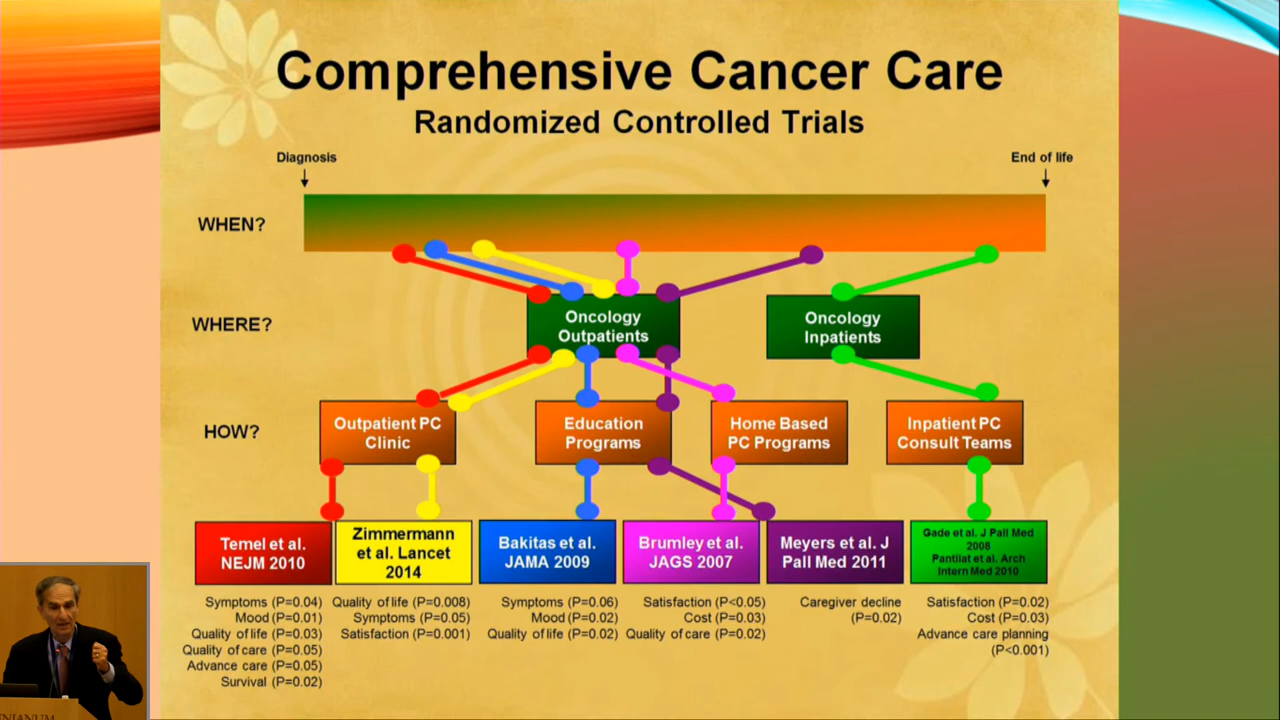 Comprehensive Cancer Care
Randomized Controlled Trials
Diagnosis
End of life
WHEN?
WHERE?
Oncology
Outpatients
Oncology
Inpatients
HOW?
Outpatient PC
Clinic
Education
Programs
Home Based
PC Programs
Inpatient PC
Consult Teams
Temel et al.
NEJM 2010
Zimmermann
et al. Lancet
2014
Bakitas et al.
JAMA 2009
Brumley et al.
JAGS 2007
Meyers et al. J
Pall Med 2011
Gade et al. J Pall Med
2008
Pantilat et al. Arch
Intern Med 2010
Symptoms (P=0.04)
Mood (P=0.01)
Quality of life (P=0.03)
Quality of care (P=0.05)
Advance care (P=0.05)
Survival (P=0.02)
Quality of life (P=0.008)
Symptoms (P=0.05)
Satisfaction (P=0.001)
Symptoms (P=0.06)
Mood (P=0.02)
Quality of life (P=0.02)
Satisfaction (P<0.05)
Cost (P=0.03)
Quality of care (P=0.02)
Caregiver decline
(P=0.02)
Satisfaction (P=0.02)
Cost (P=0.03)
Advance care planning
(P<0.001)